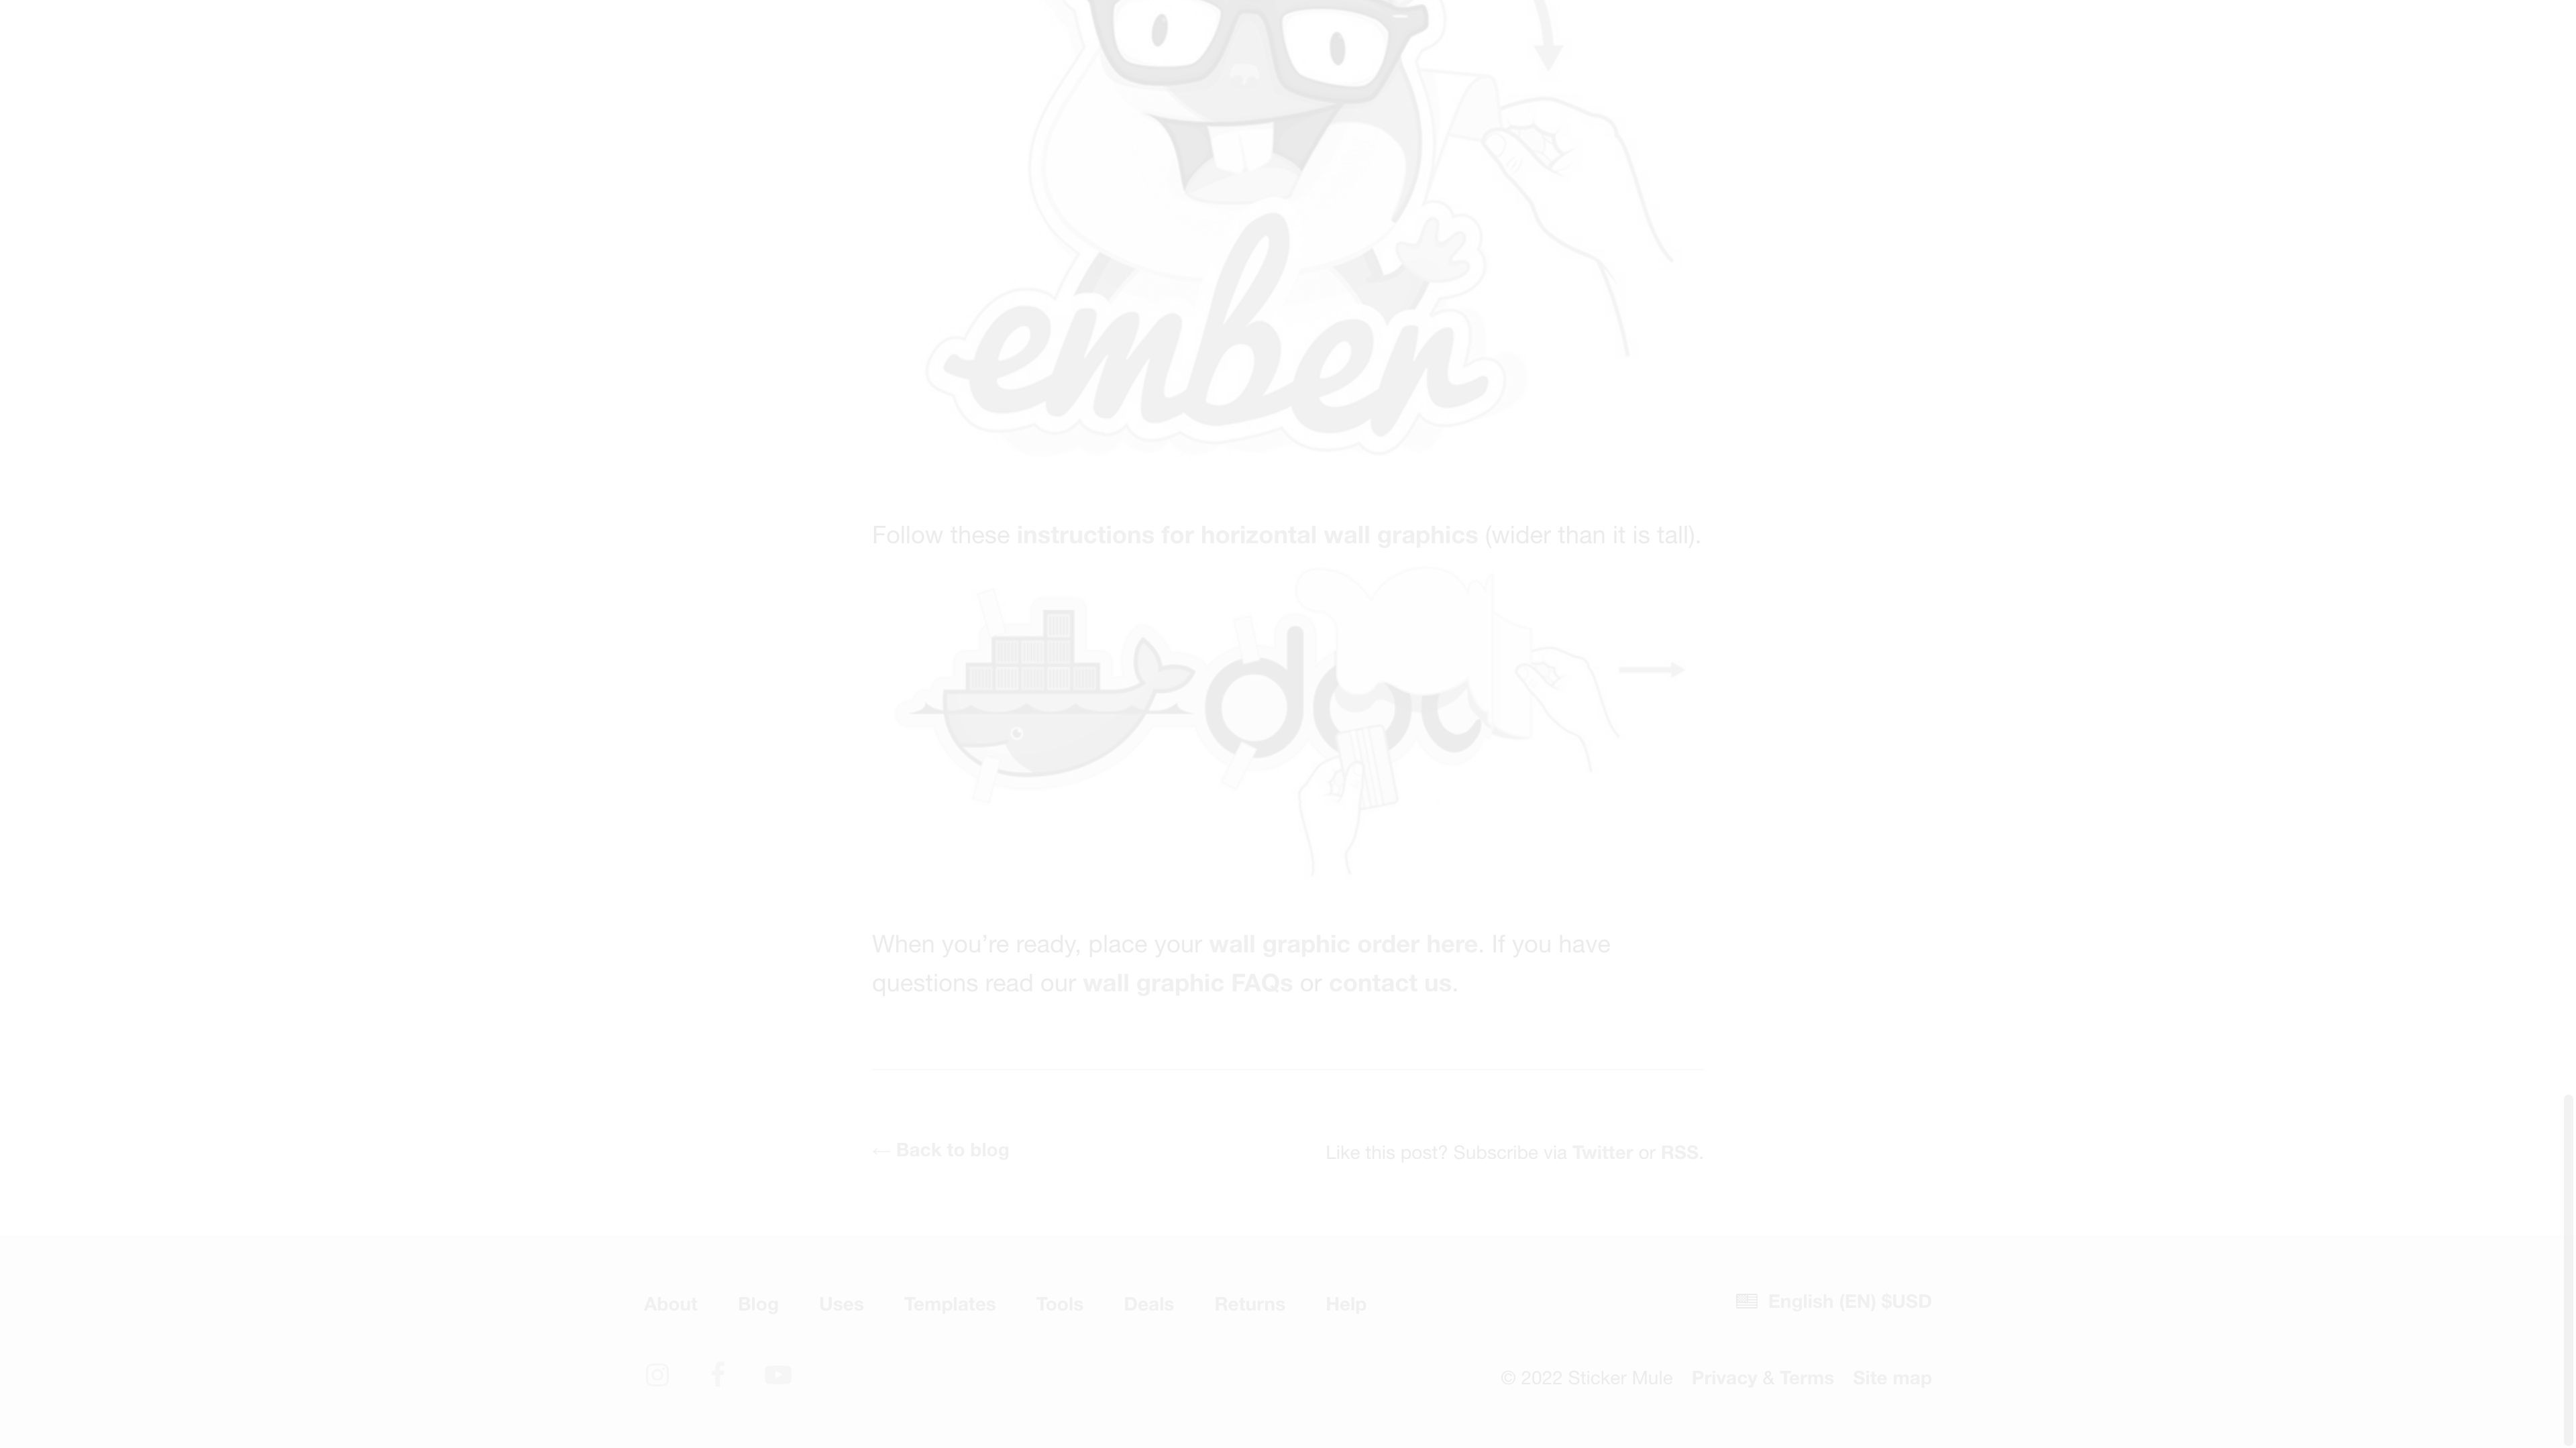 ember
Follow these instructions for horizontal wall graphics (wider than it is tall).
doc
When you’re ready, place your wall graphic order here. If you have
questions read our wall graphic FAQs or contact us.
← Back to blog
Like this post? Subscribe via Twitter or RSS.
About Blog Uses Templates Tools Deals Returns Help
English (EN) $USD
© 2022 Sticker Mule Privacy & Terms Site map